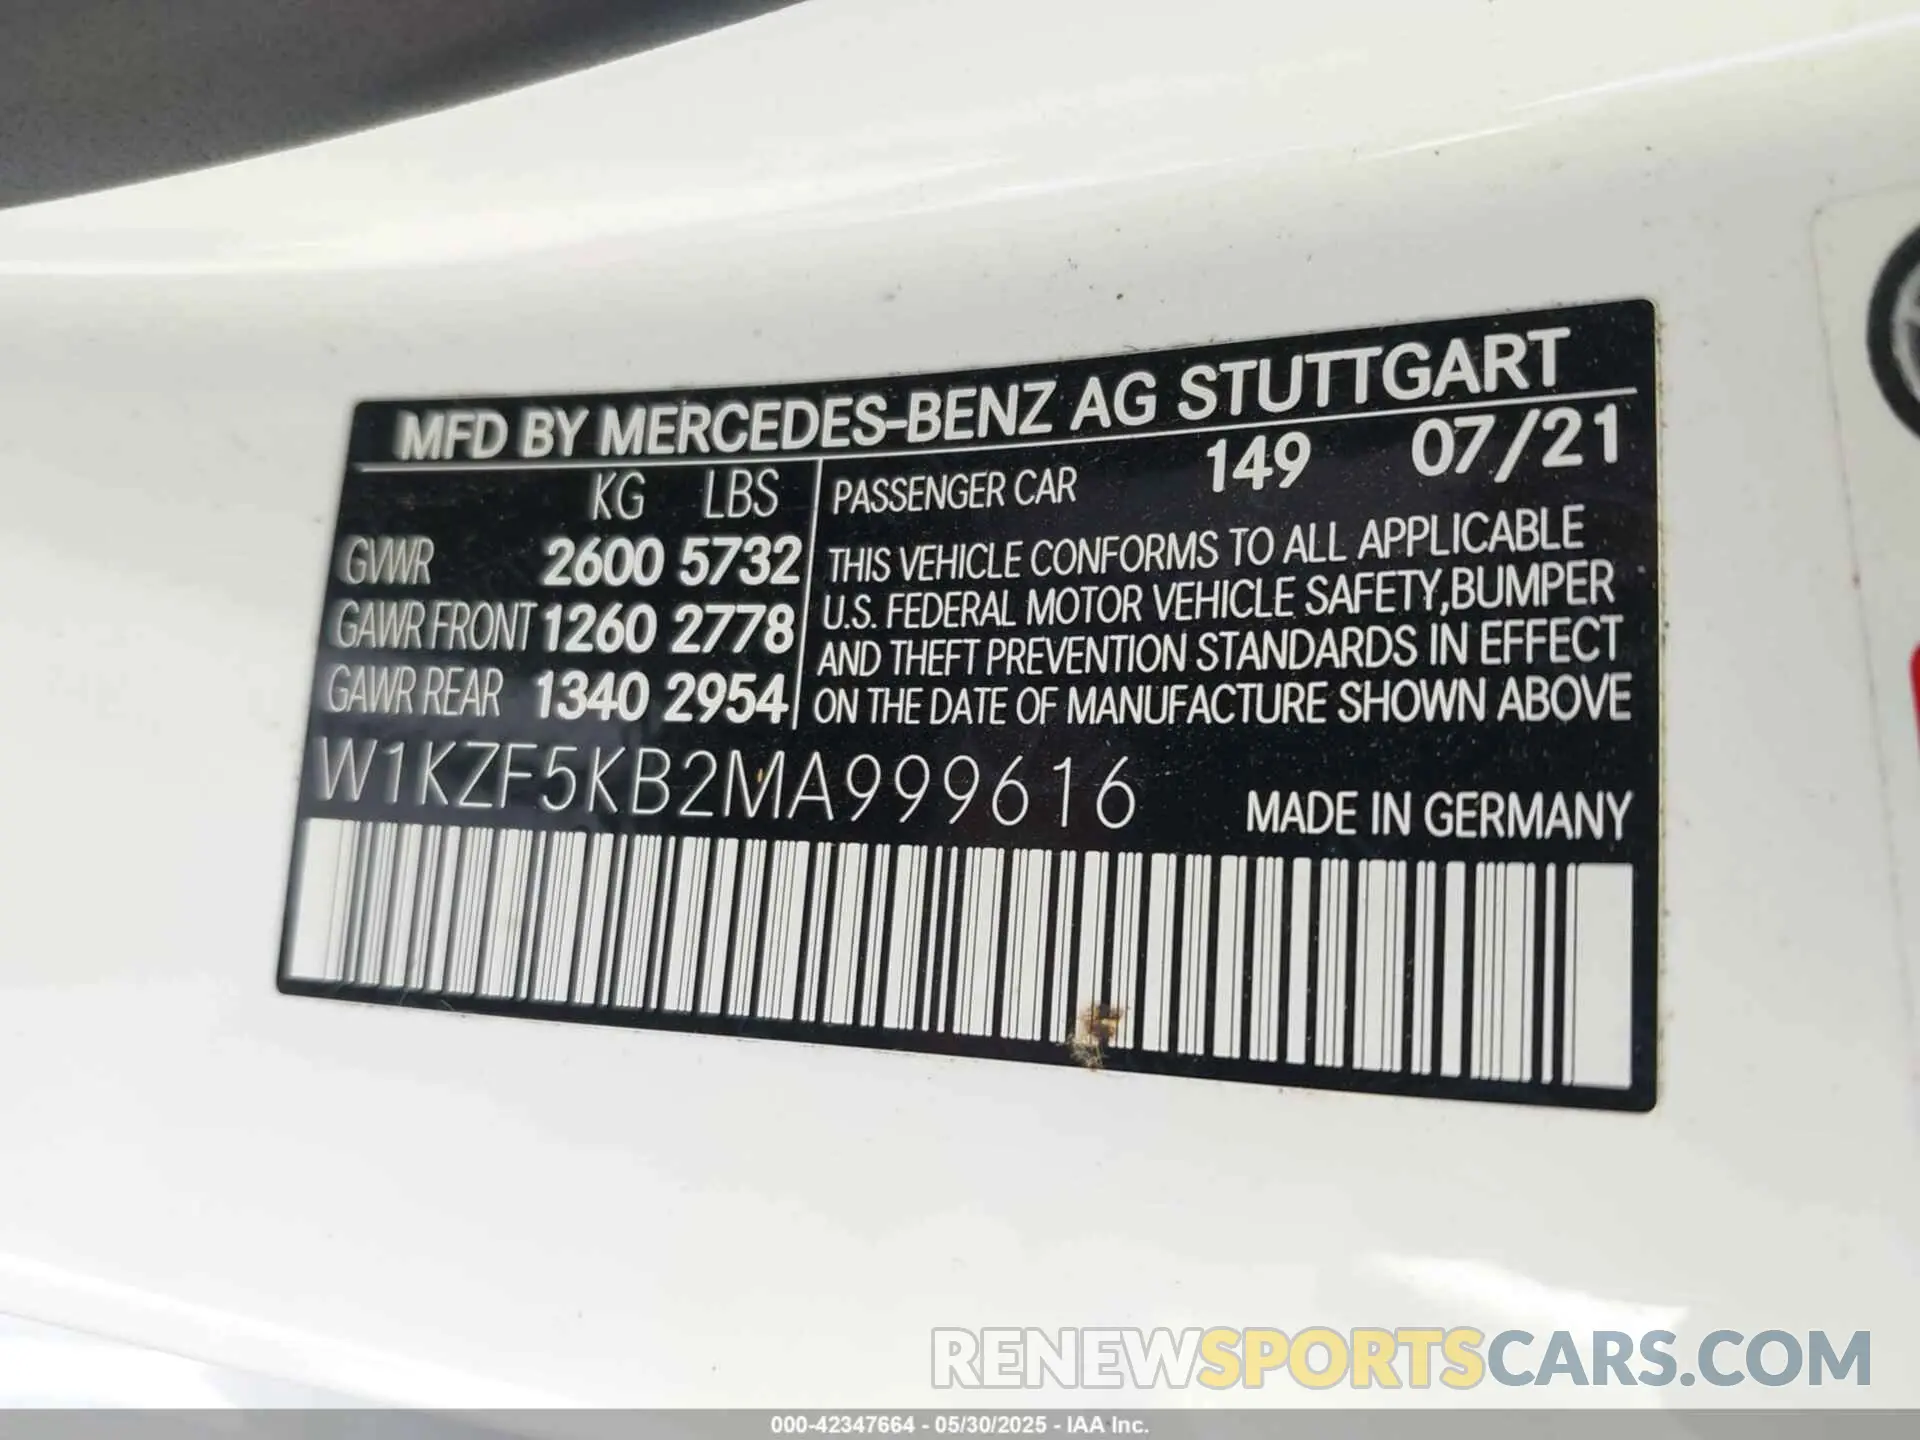 MFD BY MERCEDES-BENZ AG STUTTGART
KG LBS
GVWR 2600 5732
GAWR FRONT 1260 2778
GAWR REAR 1340 2954
PASSENGER CAR 149 07/21
THIS VEHICLE CONFORMS TO ALL APPLICABLE
U.S. FEDERAL MOTOR VEHICLE SAFETY,BUMPER
AND THEFT PREVENTION STANDARDS IN EFFECT
ON THE DATE OF MANUFACTURE SHOWN ABOVE
W1KZF5KB2MA999616
MADE IN GERMANY
RENEWSPORTSCARS.COM
000-42347664 - 05/30/2025 - IAA Inc.